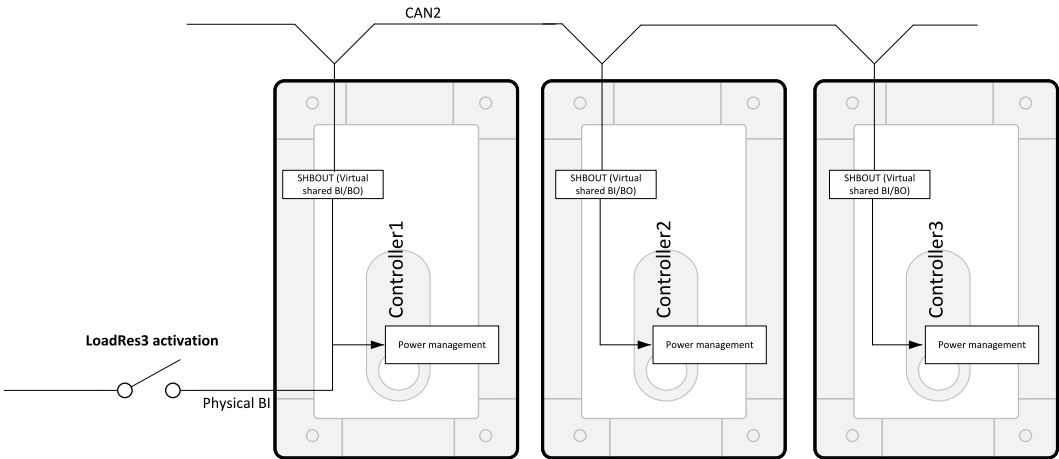 CAN2
SHBOUT (Virtual
shared BI/BO)
SHBOUT (Virtual
shared BI/BO)
SHBOUT (Virtual
shared BI/BO)
Controller1
Controller2
Controller3
LoadRes3 activation
Power management
Power management
Power management
Physical BI